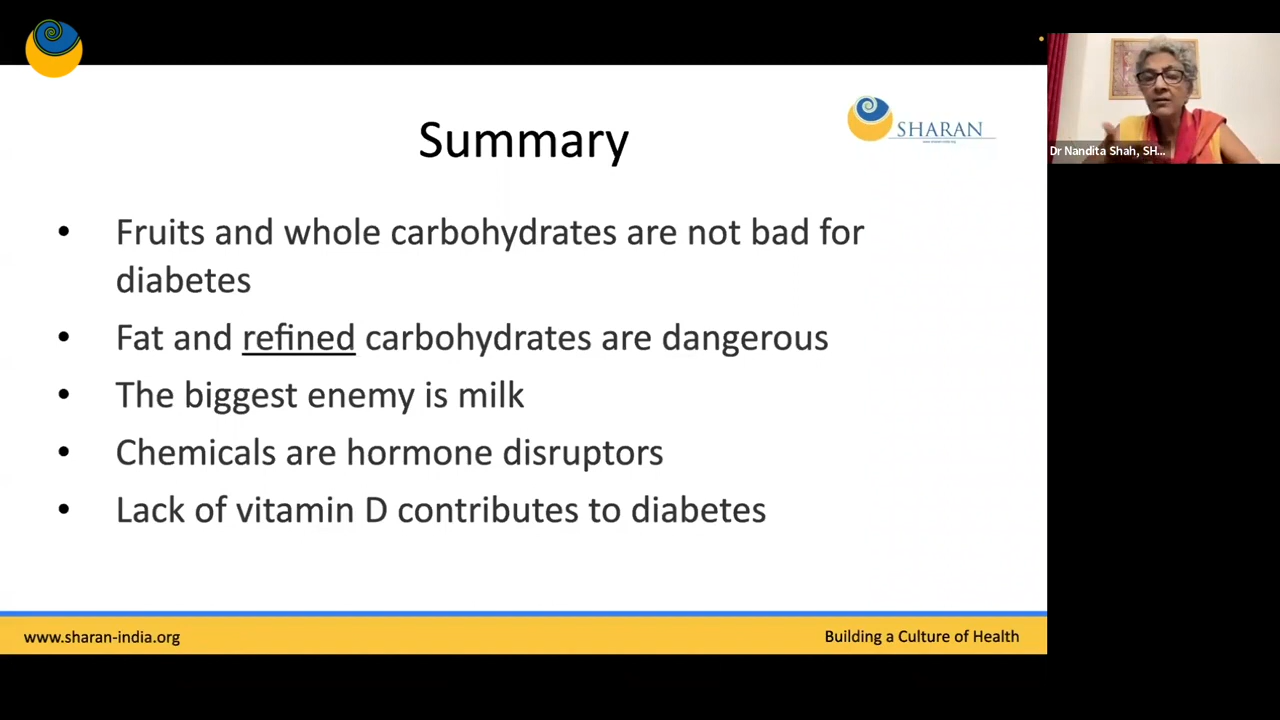 Summary
SHARAN
Fruits and whole carbohydrates are not bad for
diabetes
Fat and refined carbohydrates are dangerous
The biggest enemy is milk
Chemicals are hormone disruptors
Lack of vitamin D contributes to diabetes
www.sharan-india.org
Building a Culture of Health
Dr Nandita Shah, SH...